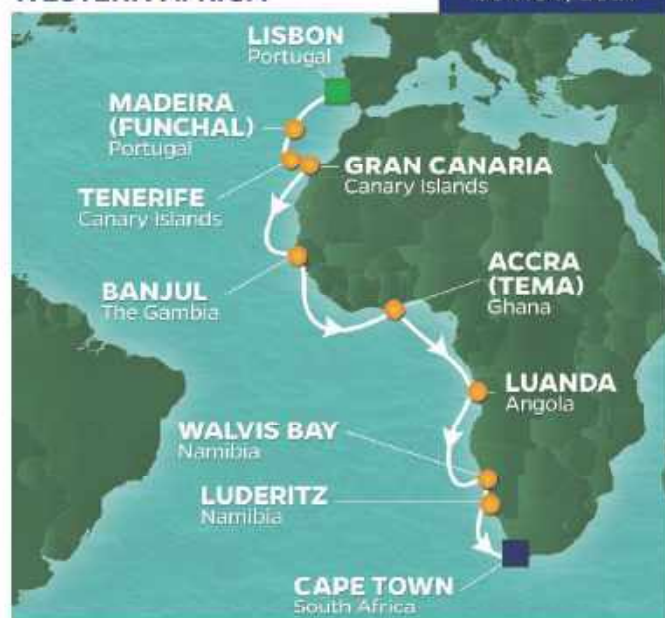 LISBON
Portugal
MADEIRA
(FUNCHAL)
Portugal
GRAN CANARIA
Canary Islands
TENERIFE
Canary Islands
BANJUL
The Gambia
ACCRA
(TEMA)
Ghana
LUANDA
Angola
WALVIS BAY
Namibia
LUDERITZ
Namibia
CAPE TOWN
South Africa